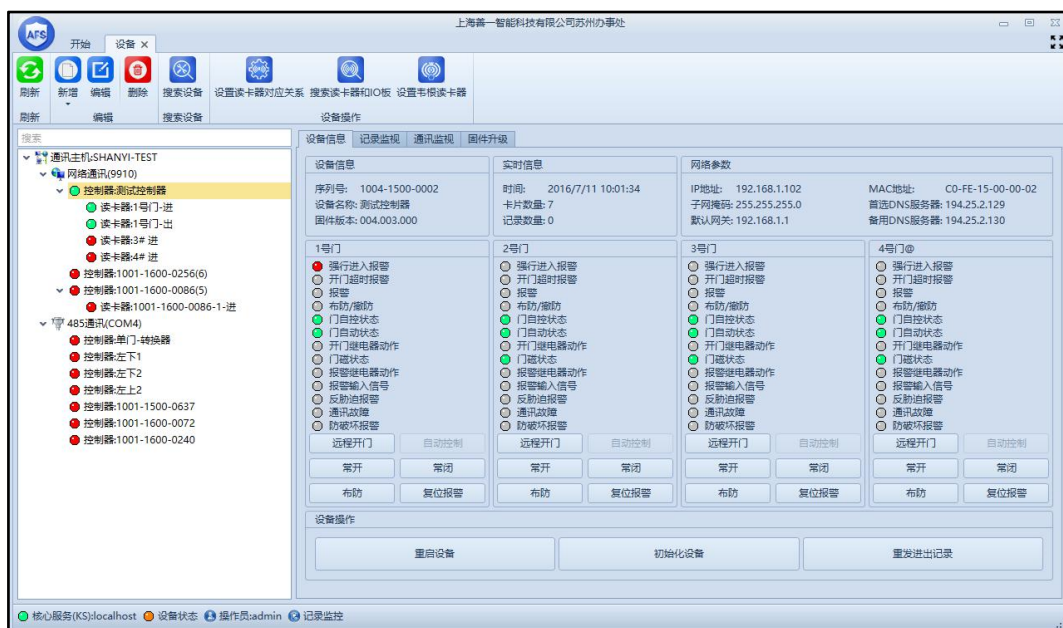 上海善一智能科技有限公司苏州办事处
AFS
开始 设备 ×
刷新 新增 编辑 删除 搜索设备 设置读卡器对应关系 搜索读卡器和IO板 设置韦根读卡器
刷新 编辑 搜索设备 设备操作
搜索
通讯主机:SHANYI-TEST
网络通讯(9910)
控制器:测试控制器
读卡器:1号门-进
读卡器:1号门-出
读卡器:3# 进
读卡器:4# 进
控制器:1001-1600-0256(6)
控制器:1001-1600-0086(5)
读卡器:1001-1600-0086-1-进
485通讯(COM4)
控制器:单门-转换器
控制器:左下1
控制器:左下2
控制器:左上2
控制器:1001-1500-0637
控制器:1001-1600-0072
控制器:1001-1600-0240
设备信息 记录监视 通讯监视 固件升级
设备信息
序列号: 1004-1500-0002
设备名称: 测试控制器
固件版本: 004.003.000
实时信息
时间: 2016/7/11 10:01:34
卡片数量: 7
记录数量: 0
网络参数
IP地址: 192.168.1.102 MAC地址: C0-FE-15-00-00-02
子网掩码: 255.255.255.0 首选DNS服务器: 194.25.2.129
默认网关: 192.168.1.1 备用DNS服务器: 194.25.2.130
1号门
强行进入报警
开门超时报警
报警
布防/撤防
门自控状态
门自动状态
开门继电器动作
门磁状态
报警继电器动作
报警输入信号
反胁迫报警
通讯故障
防破坏报警
远程开门 自动控制
常开 常闭
布防 复位报警
2号门
强行进入报警
开门超时报警
报警
布防/撤防
门自控状态
门自动状态
开门继电器动作
门磁状态
报警继电器动作
报警输入信号
反胁迫报警
通讯故障
防破坏报警
远程开门 自动控制
常开 常闭
布防 复位报警
3号门
强行进入报警
开门超时报警
报警
布防/撤防
门自控状态
门自动状态
开门继电器动作
门磁状态
报警继电器动作
报警输入信号
反胁迫报警
通讯故障
防破坏报警
远程开门 自动控制
常开 常闭
布防 复位报警
4号门@
强行进入报警
开门超时报警
报警
布防/撤防
门自控状态
门自动状态
开门继电器动作
门磁状态
报警继电器动作
报警输入信号
反胁迫报警
通讯故障
防破坏报警
远程开门 自动控制
常开 常闭
布防 复位报警
设备操作
重启设备 初始化设备 重发进出记录
核心服务(KS):localhost 设备状态 操作员:admin 记录监控